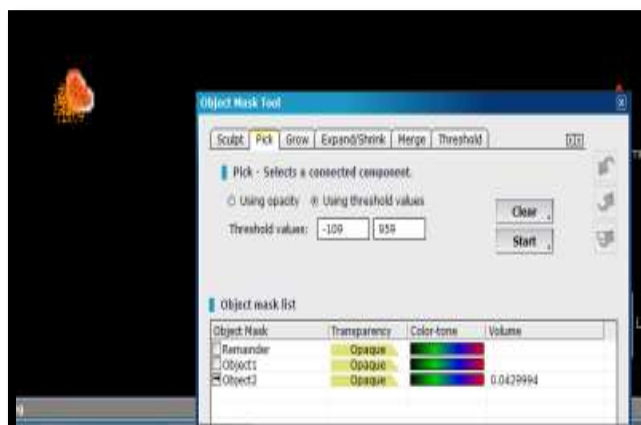 Object Mask Tool
Sculpt Pick Grow Expand/Shrink Merge Threshold
Pick - Selects a connected component.
Using opacity Using threshold values
Clear
Threshold values: -109 959
Start
Object mask list
Object Mask Transparency Color-tone Volume
Remainder Opaque
Object1 Opaque
Object2 Opaque 0.0429994